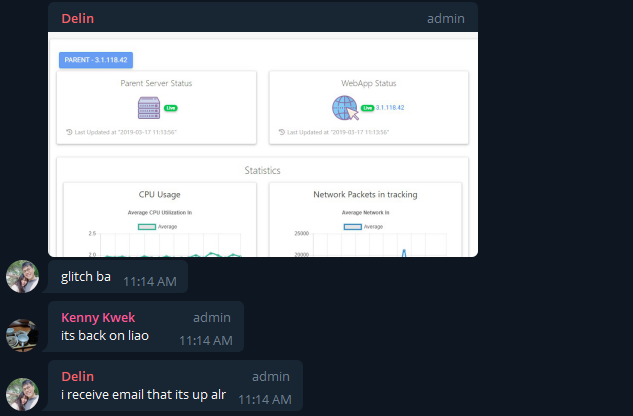 Delin admin
PARENT - 3.1.118.42
Parent Server Status
Live
Last Updated at "2019-03-17 11:13:56"
WebApp Status
Live 3.1.118.42
Last Updated at "2019-03-17 11:13:56"
Statistics
CPU Usage
Average CPU Utilization in
Average
2.5
2.0
Network Packets in tracking
Average Network in
Average
25000
glitch ba 11:14 AM
Kenny Kwek admin
its back on liao 11:14 AM
Delin admin
i receive email that its up alr 11:14 AM